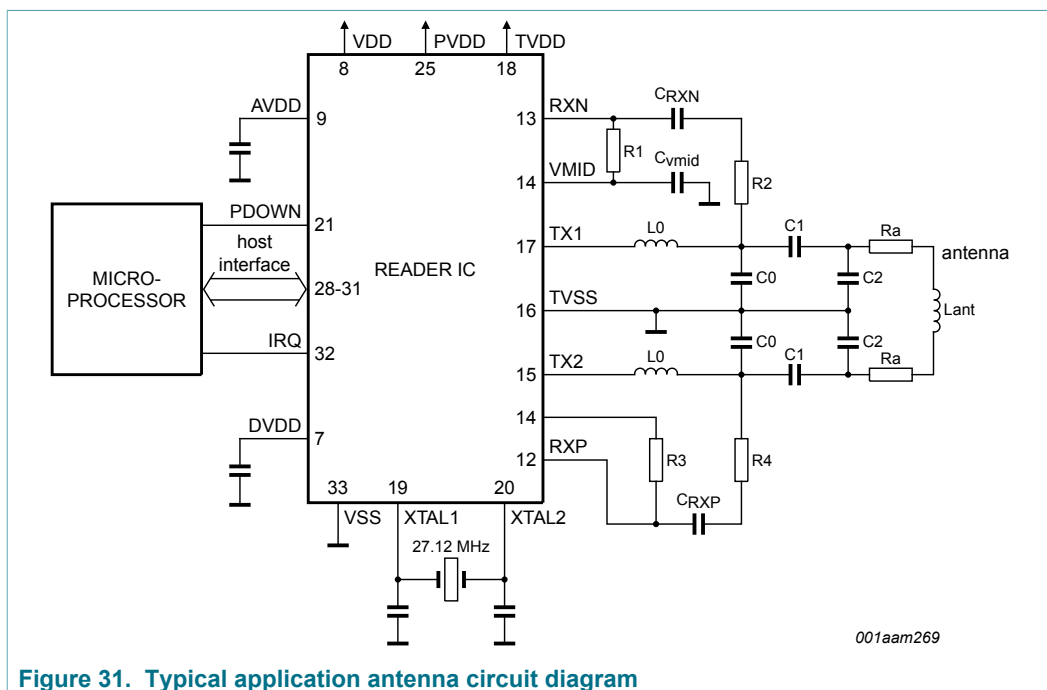 VDD PVDD TVDD
8 25 18
AVDD
9
13 RXN
CRXN
R1
14 VMID
Cvmid
R2
PDOWN
21
host
interface
28-31
MICRO-
PROCESSOR
IRQ
32
READER IC
17 TX1
L0
C1
Ra
antenna
C0
C2
16 TVSS
Lant
C0
C2
15 TX2
L0
C1
Ra
14
12 RXP
R3
R4
CRXP
DVDD
7
33 19 20
VSS XTAL1 XTAL2
27.12 MHz
001aam269
Figure 31. Typical application antenna circuit diagram